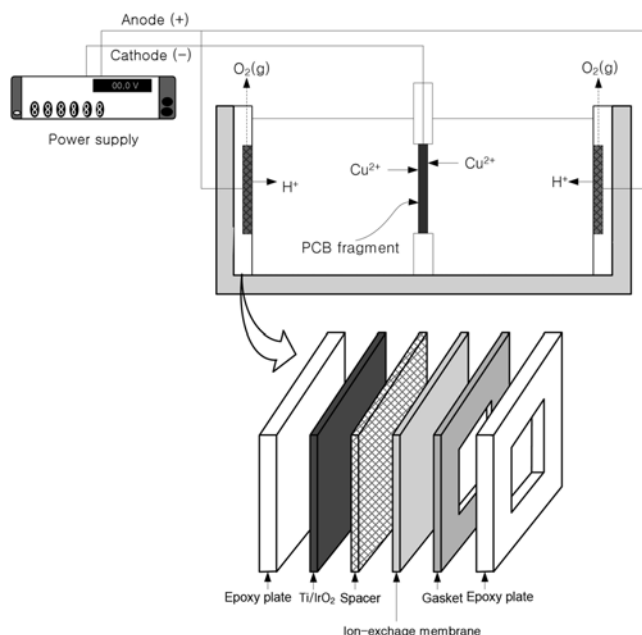 Anode (+)
Cathode (-)
O₂(g)
O₂(g)
00.0 V
Power supply
Cu²⁺
Cu²⁺
H⁺
H⁺
PCB fragment
Epoxy plate
Ti/IrO₂
Spacer
Gasket
Epoxy plate
Ion-exchage membrane